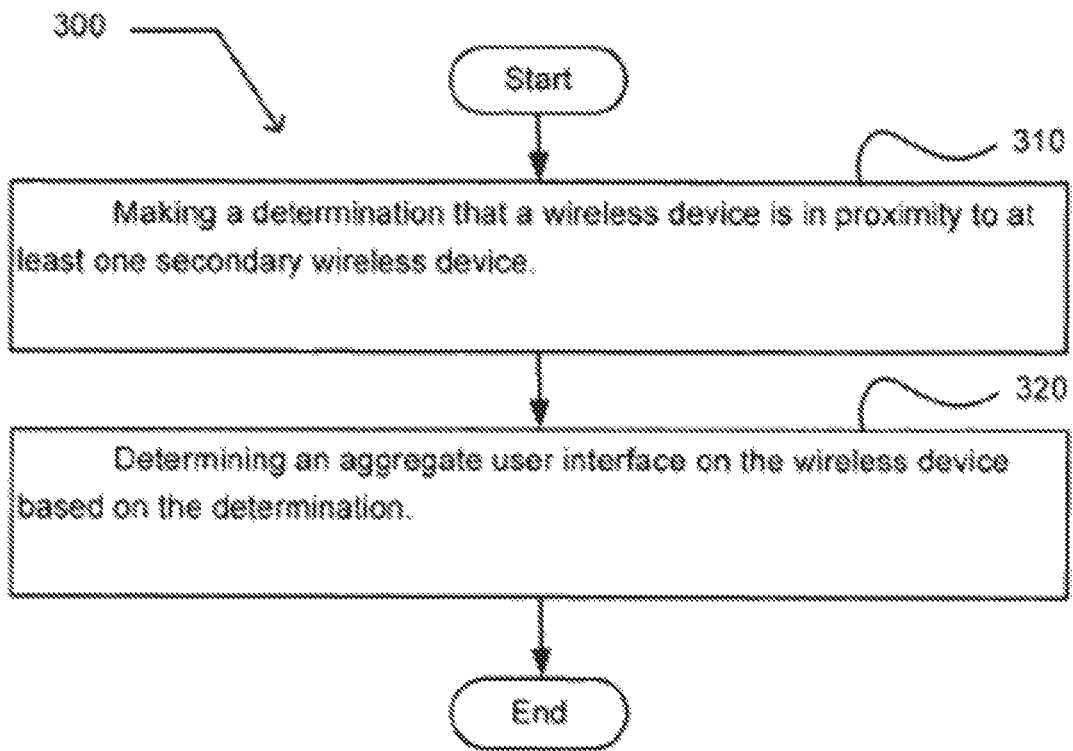 300
Start
310
Making a determination that a wireless device is in proximity to at
least one secondary wireless device.
320
Determining an aggregate user interface on the wireless device
based on the determination.
End